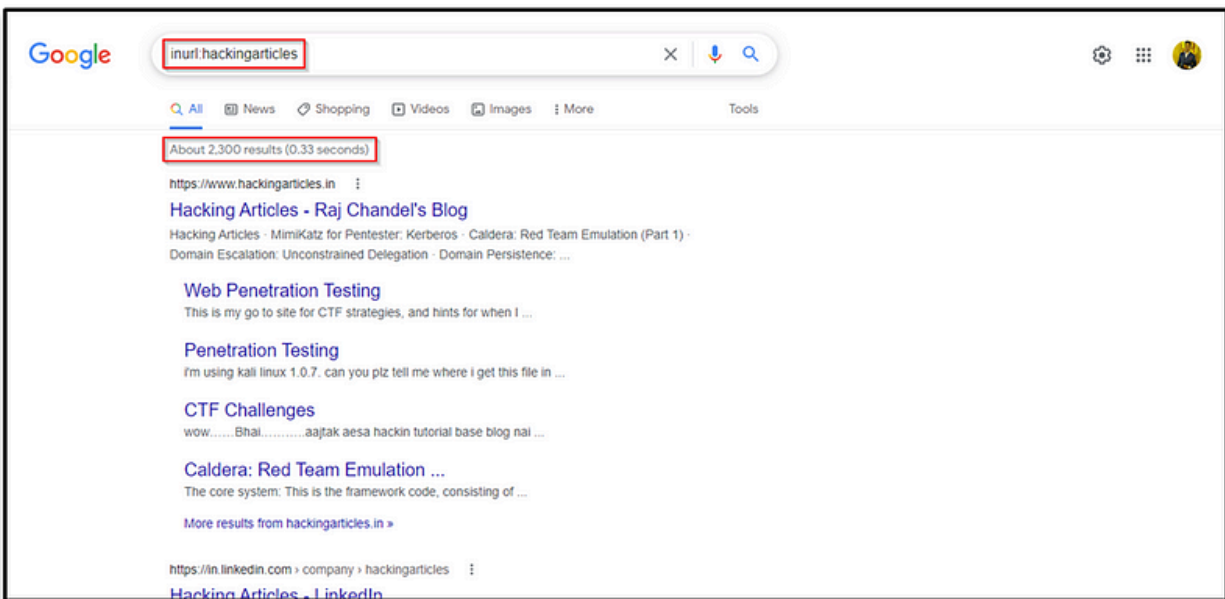 Google
inurl:hackingarticles
All News Shopping Videos Images More Tools
About 2,300 results (0.33 seconds)
https://www.hackingarticles.in
Hacking Articles - Raj Chandel's Blog
Hacking Articles · MimiKatz for Pentester: Kerberos · Caldera: Red Team Emulation (Part 1) ·
Domain Escalation: Unconstrained Delegation · Domain Persistence: ...
Web Penetration Testing
This is my go to site for CTF strategies, and hints for when I ...
Penetration Testing
i'm using kali linux 1.0.7. can you plz tell me where i get this file in ...
CTF Challenges
wow......Bhai...........aajtak aesa hackin tutorial base blog nai ...
Caldera: Red Team Emulation ...
The core system: This is the framework code, consisting of ...
More results from hackingarticles.in »
https://in.linkedin.com › company › hackingarticles
Hacking Articles - LinkedIn